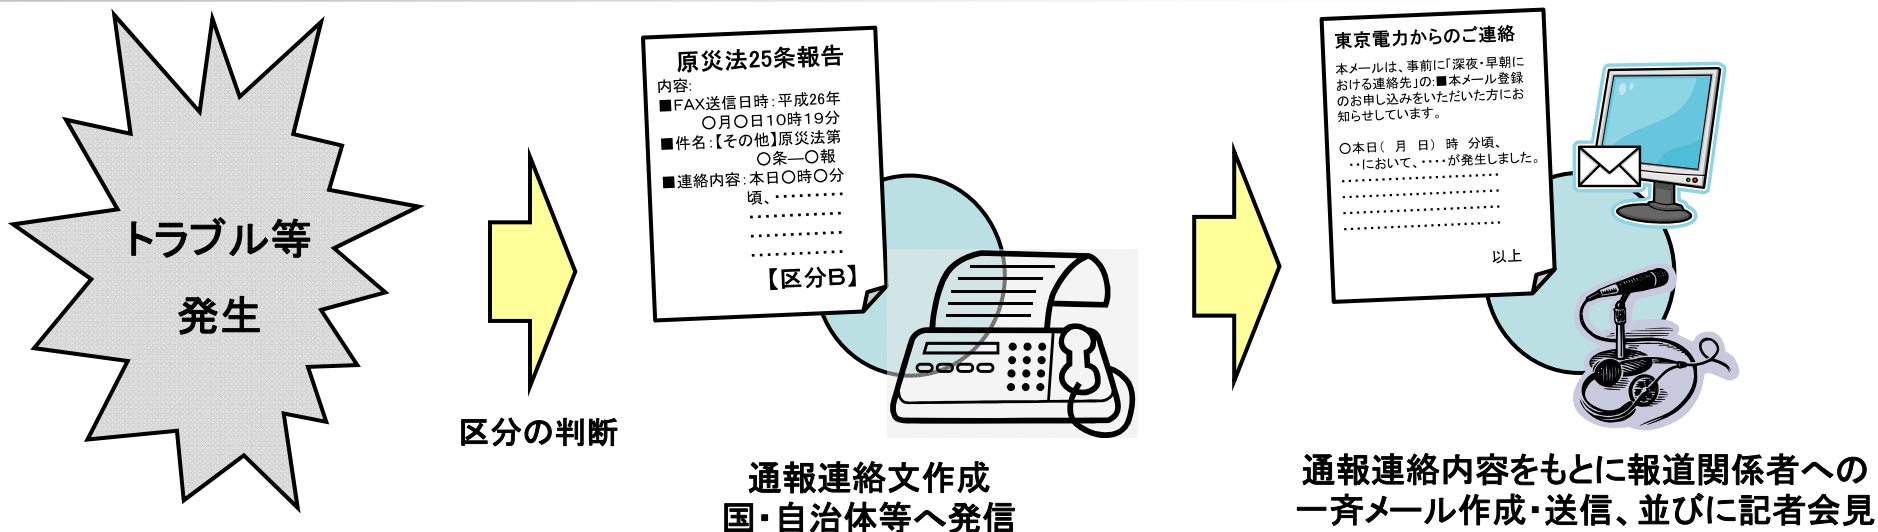 トラブル等
発生
区分の判断
原災法25条報告
内容:
■FAX送信日時:平成26年
○月○日10時19分
■件名:【その他】原災法第
○条―○報
■連絡内容:本日○時○分
頃、・・・・・・・・・
・・・・・・・・・・・・
・・・・・・・・・・・・
・・・・・・・・・・・・
【区分B】
通報連絡文作成
国・自治体等へ発信
東京電力からのご連絡
本メールは、事前に「深夜・早朝に
おける連絡先」の:■本メール登録
のお申し込みをいただいた方にお
知らせしています。
○本日( 月 日) 時 分頃、
・・において、・・・・が発生しました。
・・・・・・・・・・・・・・・・・・・・・・・
・・・・・・・・・・・・・・・・・・・・・・・
・・・・・・・・・・・・・・・・・・・・・・・
・・・・・・・・・・・・・・・・・・・・・・・
以上
通報連絡内容をもとに報道関係者への
一斉メール作成・送信、並びに記者会見